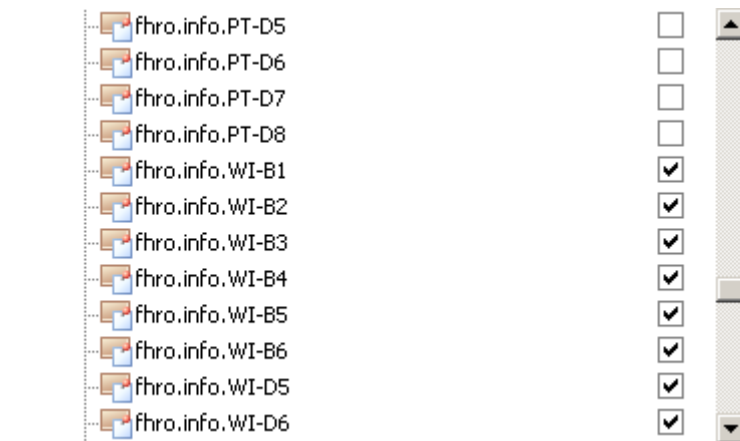 fhro.info.PT-D5
fhro.info.PT-D6
fhro.info.PT-D7
fhro.info.PT-D8
fhro.info.WI-B1
fhro.info.WI-B2
fhro.info.WI-B3
fhro.info.WI-B4
fhro.info.WI-B5
fhro.info.WI-B6
fhro.info.WI-D5
fhro.info.WI-D6